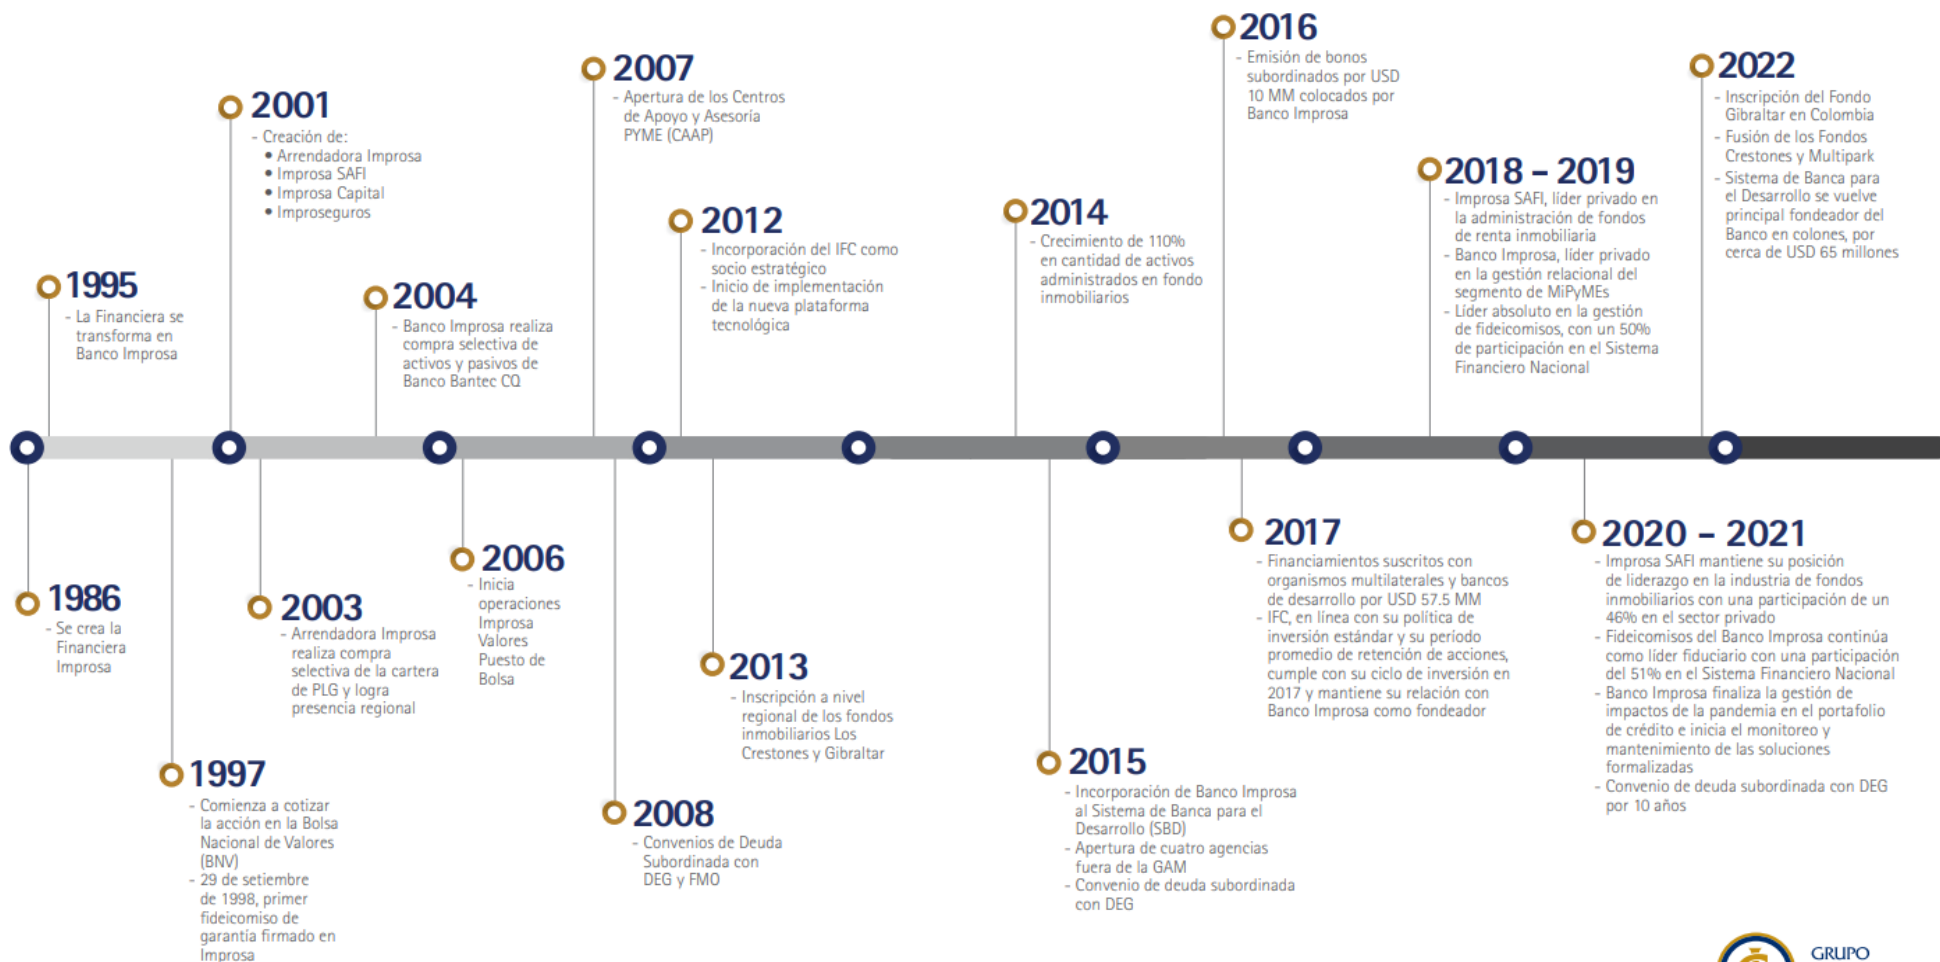 1986
- Se crea la
Financiera
Improsa
1995
- La Financiera se
transforma en
Banco Improsa
1997
- Comienza a cotizar
la acción en la Bolsa
Nacional de Valores
(BNV)
- 29 de setiembre
de 1998, primer
fideicomiso de
garantía firmado en
Improsa
2001
- Creación de:
• Arrendadora Improsa
• Improsa SAFI
• Improsa Capital
• Improseguros
2003
- Arrendadora Improsa
realiza compra
selectiva de la cartera
de PLG y logra
presencia regional
2004
- Banco Improsa realiza
compra selectiva de
activos y pasivos de
Banco Bantec CQ
2006
- Inicia
operaciones
Improsa
Valores
Puesto de
Bolsa
2007
- Apertura de los Centros
de Apoyo y Asesoría
PYME (CAAP)
2008
- Convenios de Deuda
Subordinada con
DEG y FMO
2012
- Incorporación del IFC como
socio estratégico
- Inicio de implementación
de la nueva plataforma
tecnológica
2013
- Inscripción a nivel
regional de los fondos
inmobiliarios Los
Crestones y Gibraltar
2014
- Crecimiento de 110%
en cantidad de activos
administrados en fondo
inmobiliarios
2015
- Incorporación de Banco Improsa
al Sistema de Banca para el
Desarrollo (SBD)
- Apertura de cuatro agencias
fuera de la GAM
- Convenio de deuda subordinada
con DEG
2016
- Emisión de bonos
subordinados por USD
10 MM colocados por
Banco Improsa
2017
- Financiamientos suscritos con
organismos multilaterales y bancos
de desarrollo por USD 57.5 MM
- IFC, en línea con su política de
inversión estándar y su período
promedio de retención de acciones,
cumple con su ciclo de inversión en
2017 y mantiene su relación con
Banco Improsa como fondeador
2018 – 2019
- Improsa SAFI, líder privado en
la administración de fondos
de renta inmobiliaria
- Banco Improsa, líder privado
en la gestión relacional del
segmento de MiPyMEs
- Líder absoluto en la gestión
de fideicomisos, con un 50%
de participación en el Sistema
Financiero Nacional
2020 – 2021
- Improsa SAFI mantiene su posición
de liderazgo en la industria de fondos
inmobiliarios con una participación de un
46% en el sector privado
- Fideicomisos del Banco Improsa continúa
como líder fiduciario con una participación
del 51% en el Sistema Financiero Nacional
- Banco Improsa finaliza la gestión de
impactos de la pandemia en el portafolio
de crédito e inicia el monitoreo y
mantenimiento de las soluciones
formalizadas
- Convenio de deuda subordinada con DEG
por 10 años
2022
- Inscripción del Fondo
Gibraltar en Colombia
- Fusión de los Fondos
Crestones y Multipark
- Sistema de Banca para
el Desarrollo se vuelve
principal fondeador del
Banco en colones, por
cerca de USD 65 millones
GRUPO